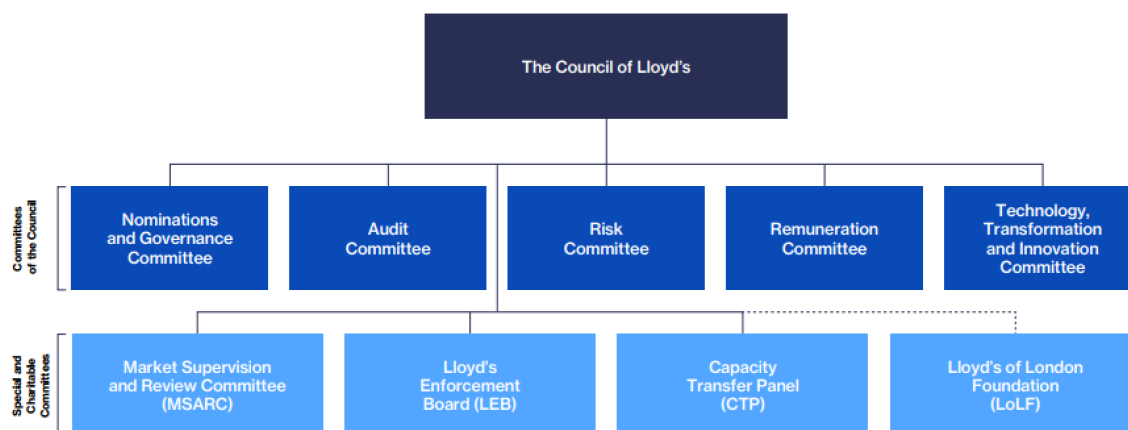 The Council of Lloyd's
Committees
of the Council
Nominations
and Governance
Committee
Audit
Committee
Risk
Committee
Remuneration
Committee
Technology,
Transformation
and Innovation
Committee
Special and
Charitable
Committees
Market Supervision
and Review Committee
(MSARC)
Lloyd's
Enforcement
Board (LEB)
Capacity
Transfer Panel
(CTP)
Lloyd's of London
Foundation
(LoLF)